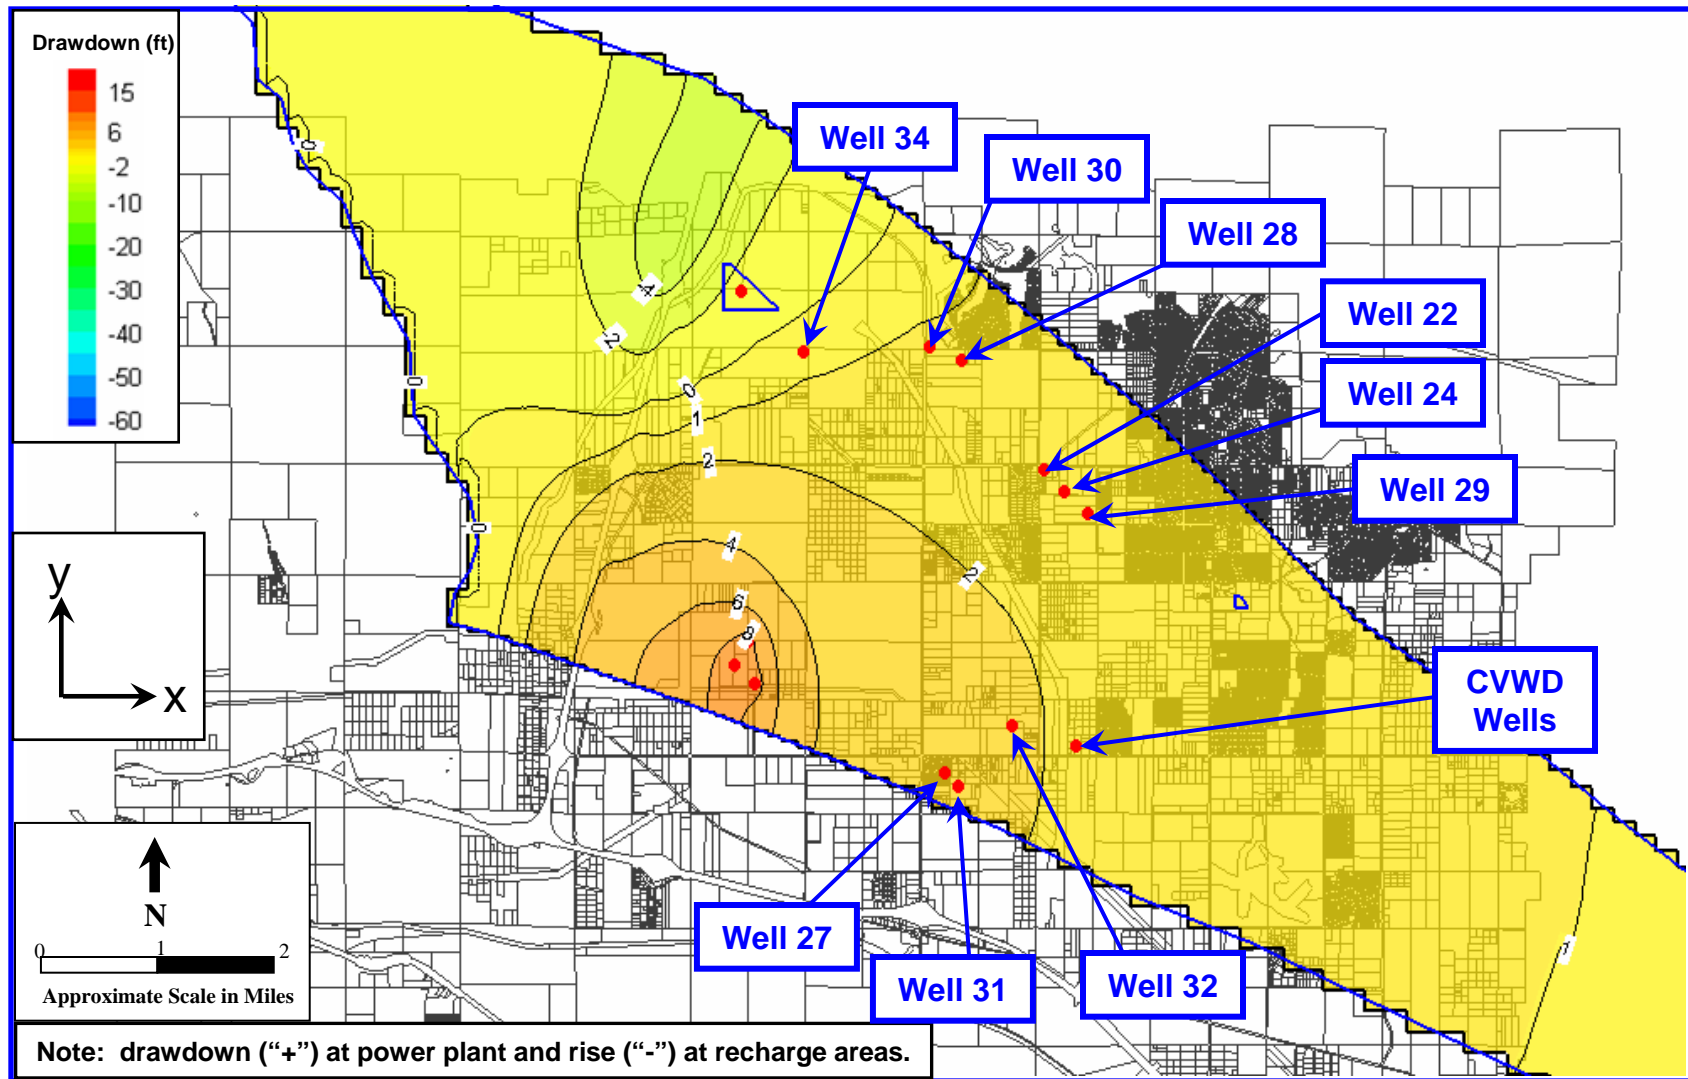 Drawdown (ft)
15
6
-2
-10
-20
-30
-40
-50
-60
Well 34
Well 30
Well 28
Well 22
Well 24
Well 29
CVWD
Wells
Well 27
Well 31
Well 32
0
0
0
-4
-2
0
1
2
4
6
8
2
1
y
x
N
0 1 2
Approximate Scale in Miles
Note: drawdown (“+”) at power plant and rise (“-”) at recharge areas.